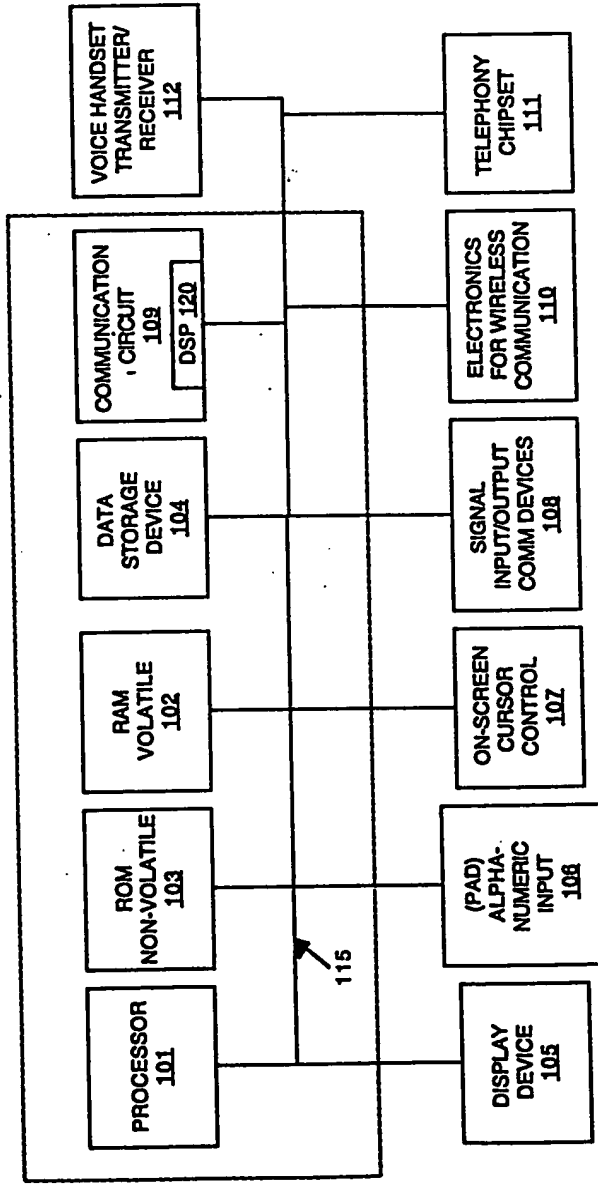 PROCESSOR
101
ROM
NON-VOLATILE
103
RAM
VOLATILE
102
DATA
STORAGE
DEVICE
104
COMMUNICATION
CIRCUIT
109
DSP 120
VOICE HANDSET
TRANSMITTER/
RECEIVER
112
115
DISPLAY
DEVICE
105
(PAD)
ALPHA-
NUMERIC
INPUT
106
ON-SCREEN
CURSOR
CONTROL
107
SIGNAL
INPUT/OUTPUT
COMM DEVICES
108
ELECTRONICS
FOR WIRELESS
COMMUNICATION
110
TELEPHONY
CHIPSET
111